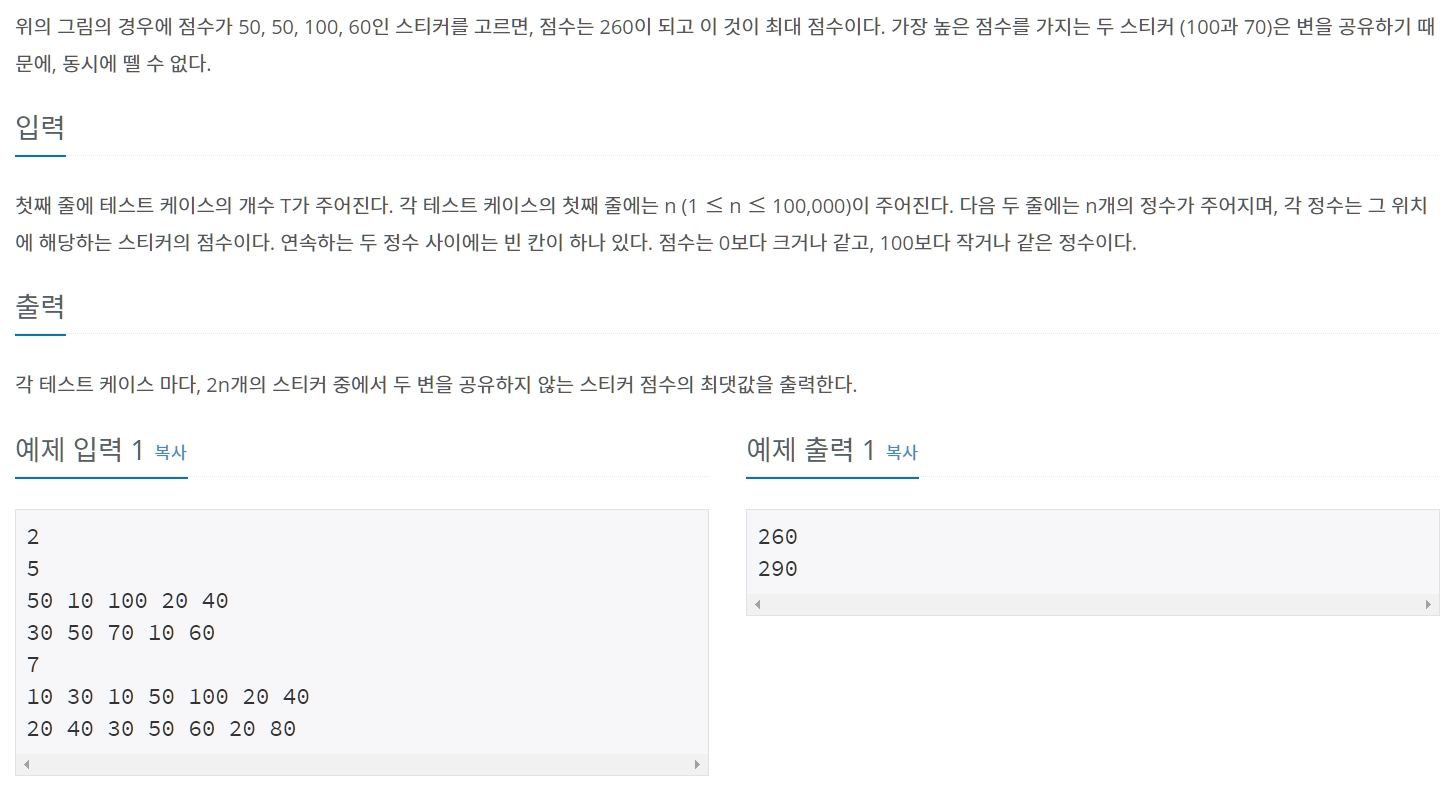 위의 그림의 경우에 점수가 50, 50, 100, 60인 스티커를 고르면, 점수는 260이 되고 이 것이 최대 점수이다. 가장 높은 점수를 가지는 두 스티커 (100과 70)은 변을 공유하기 때
문에, 동시에 뗄 수 없다.
입력
첫째 줄에 테스트 케이스의 개수 T가 주어진다. 각 테스트 케이스의 첫째 줄에는 n (1 ≤ n ≤ 100,000)이 주어진다. 다음 두 줄에는 n개의 정수가 주어지며, 각 정수는 그 위치
에 해당하는 스티커의 점수이다. 연속하는 두 정수 사이에는 빈 칸이 하나 있다. 점수는 0보다 크거나 같고, 100보다 작거나 같은 정수이다.
출력
각 테스트 케이스 마다, 2n개의 스티커 중에서 두 변을 공유하지 않는 스티커 점수의 최댓값을 출력한다.
예제 입력 1 복사
2
5
50 10 100 20 40
30 50 70 10 60
7
10 30 10 50 100 20 40
20 40 30 50 60 20 80
예제 출력 1 복사
260
290